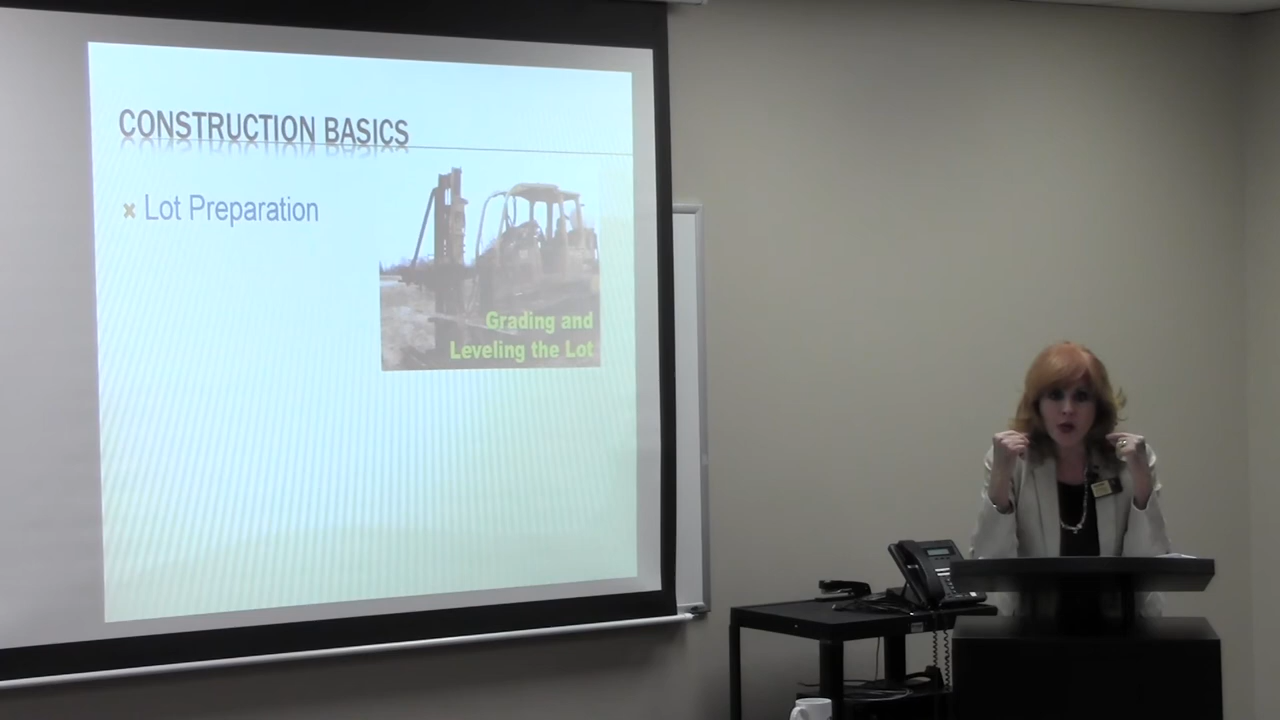 CONSTRUCTION BASICS
Lot Preparation
Grading and
Leveling the Lot